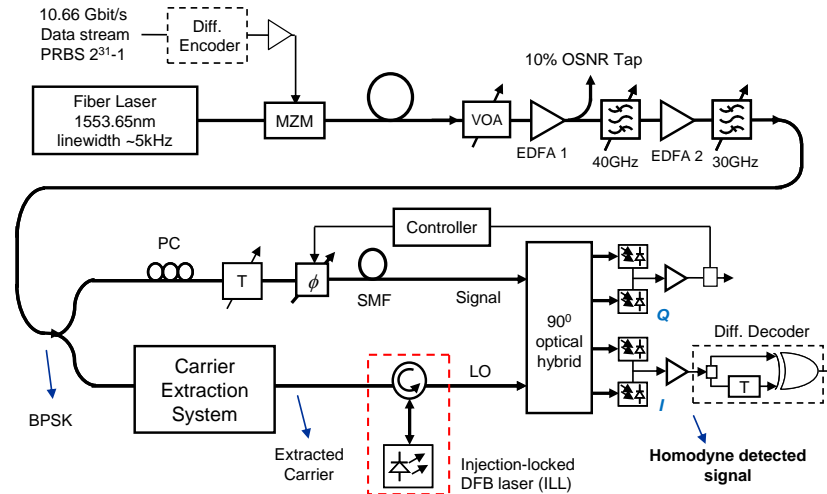 10.66 Gbit/s
Data stream
PRBS 2³¹-1
Diff.
Encoder
10% OSNR Tap
Fiber Laser
1553.65nm
linewidth ~5kHz
MZM
VOA
EDFA 1
40GHz
EDFA 2
30GHz
Controller
PC
T
ϕ
SMF
Signal
90⁰
optical
hybrid
Q
Diff. Decoder
T
I
BPSK
Carrier
Extraction
System
LO
Extracted
Carrier
Injection-locked
DFB laser (ILL)
Homodyne detected
signal